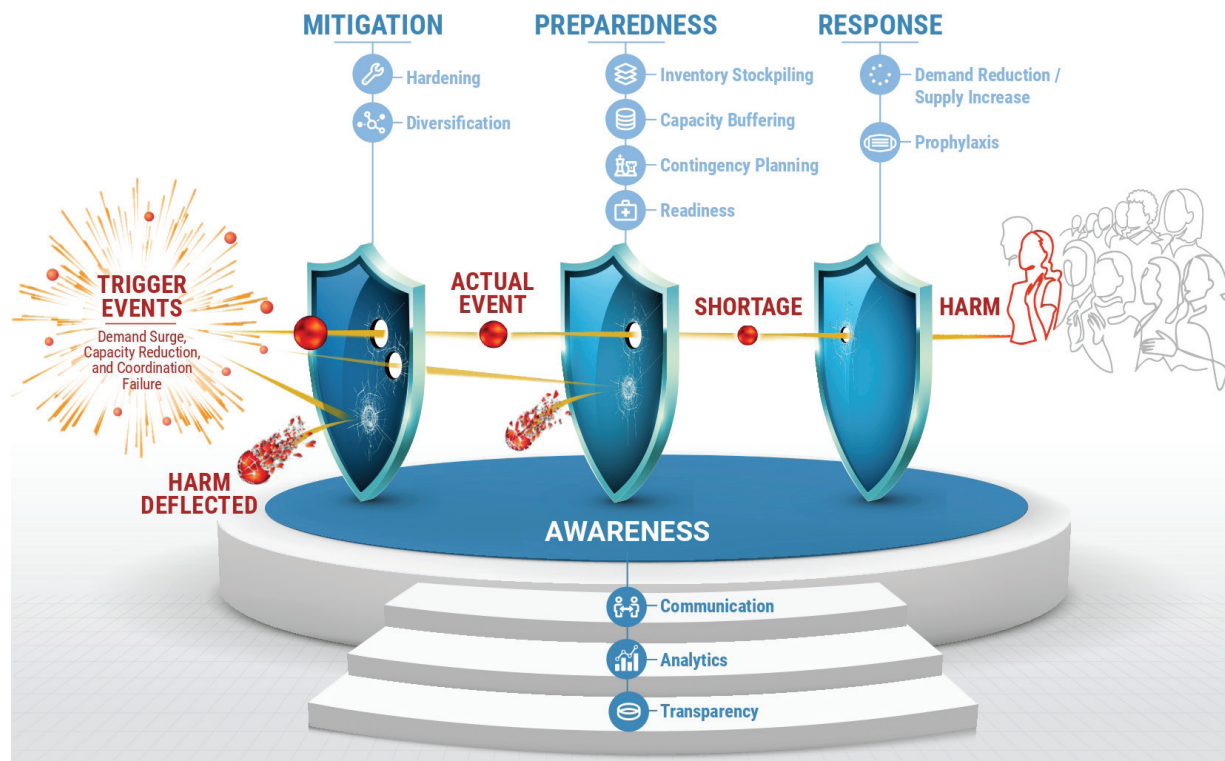 MITIGATION
Hardening
Diversification
PREPAREDNESS
Inventory Stockpiling
Capacity Buffering
Contingency Planning
Readiness
RESPONSE
Demand Reduction /
Supply Increase
Prophylaxis
TRIGGER
EVENTS
Demand Surge,
Capacity Reduction,
and Coordination
Failure
HARM
DEFLECTED
ACTUAL
EVENT
SHORTAGE
HARM
AWARENESS
Communication
Analytics
Transparency